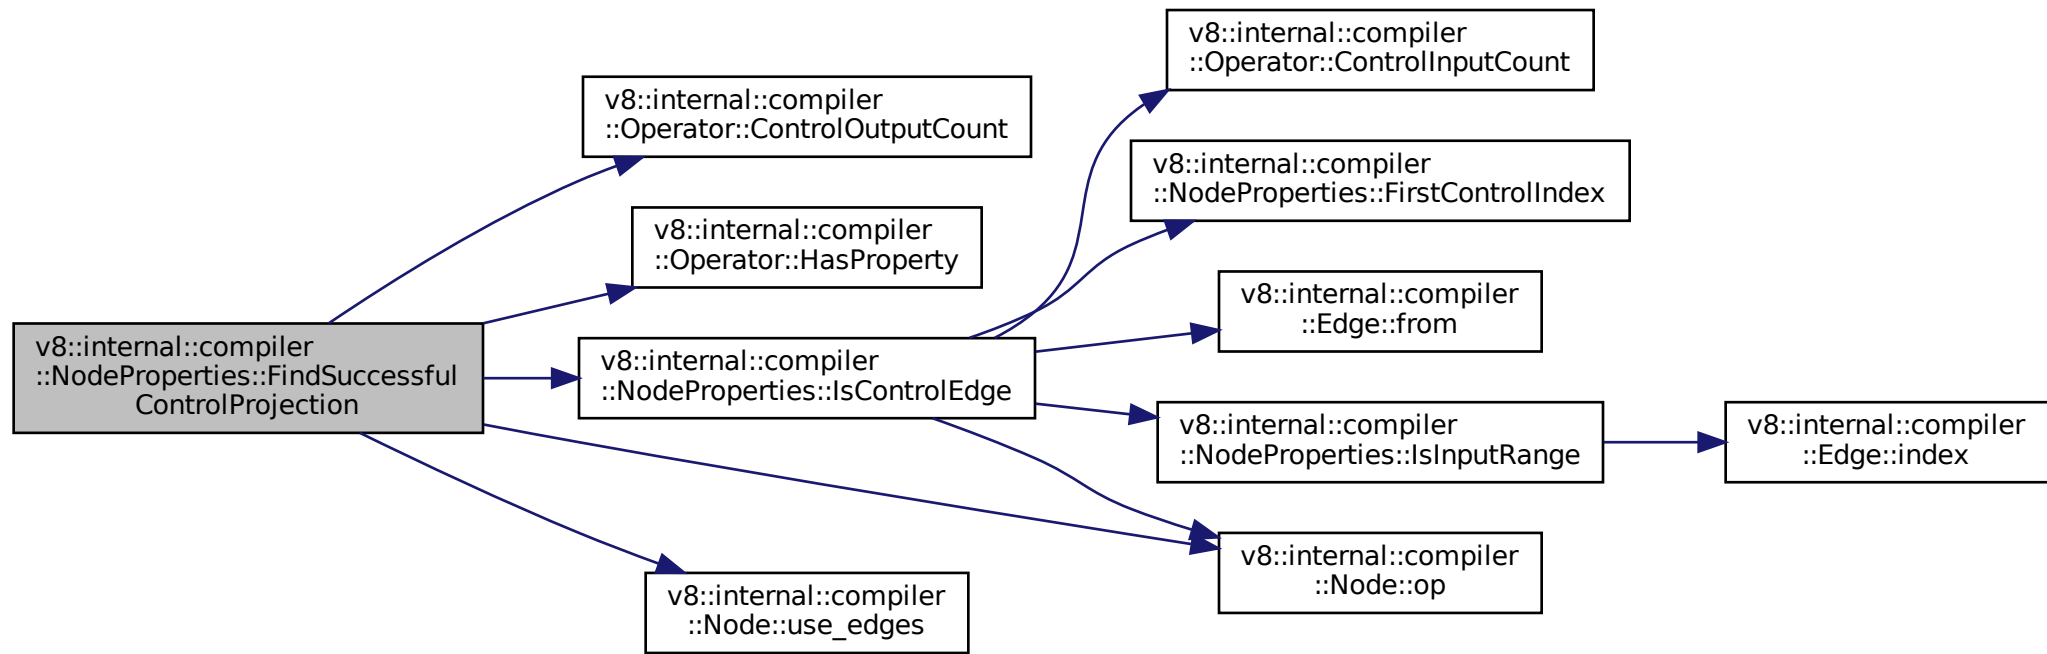 v8::internal::compiler
::NodeProperties::FindSuccessful
ControlProjection
v8::internal::compiler
::Operator::ControlOutputCount
v8::internal::compiler
::Operator::HasProperty
v8::internal::compiler
::NodeProperties::IsControlEdge
v8::internal::compiler
::Node::use_edges
v8::internal::compiler
::Operator::ControlInputCount
v8::internal::compiler
::NodeProperties::FirstControlIndex
v8::internal::compiler
::Edge::from
v8::internal::compiler
::NodeProperties::IsInputRange
v8::internal::compiler
::Node::op
v8::internal::compiler
::Edge::index